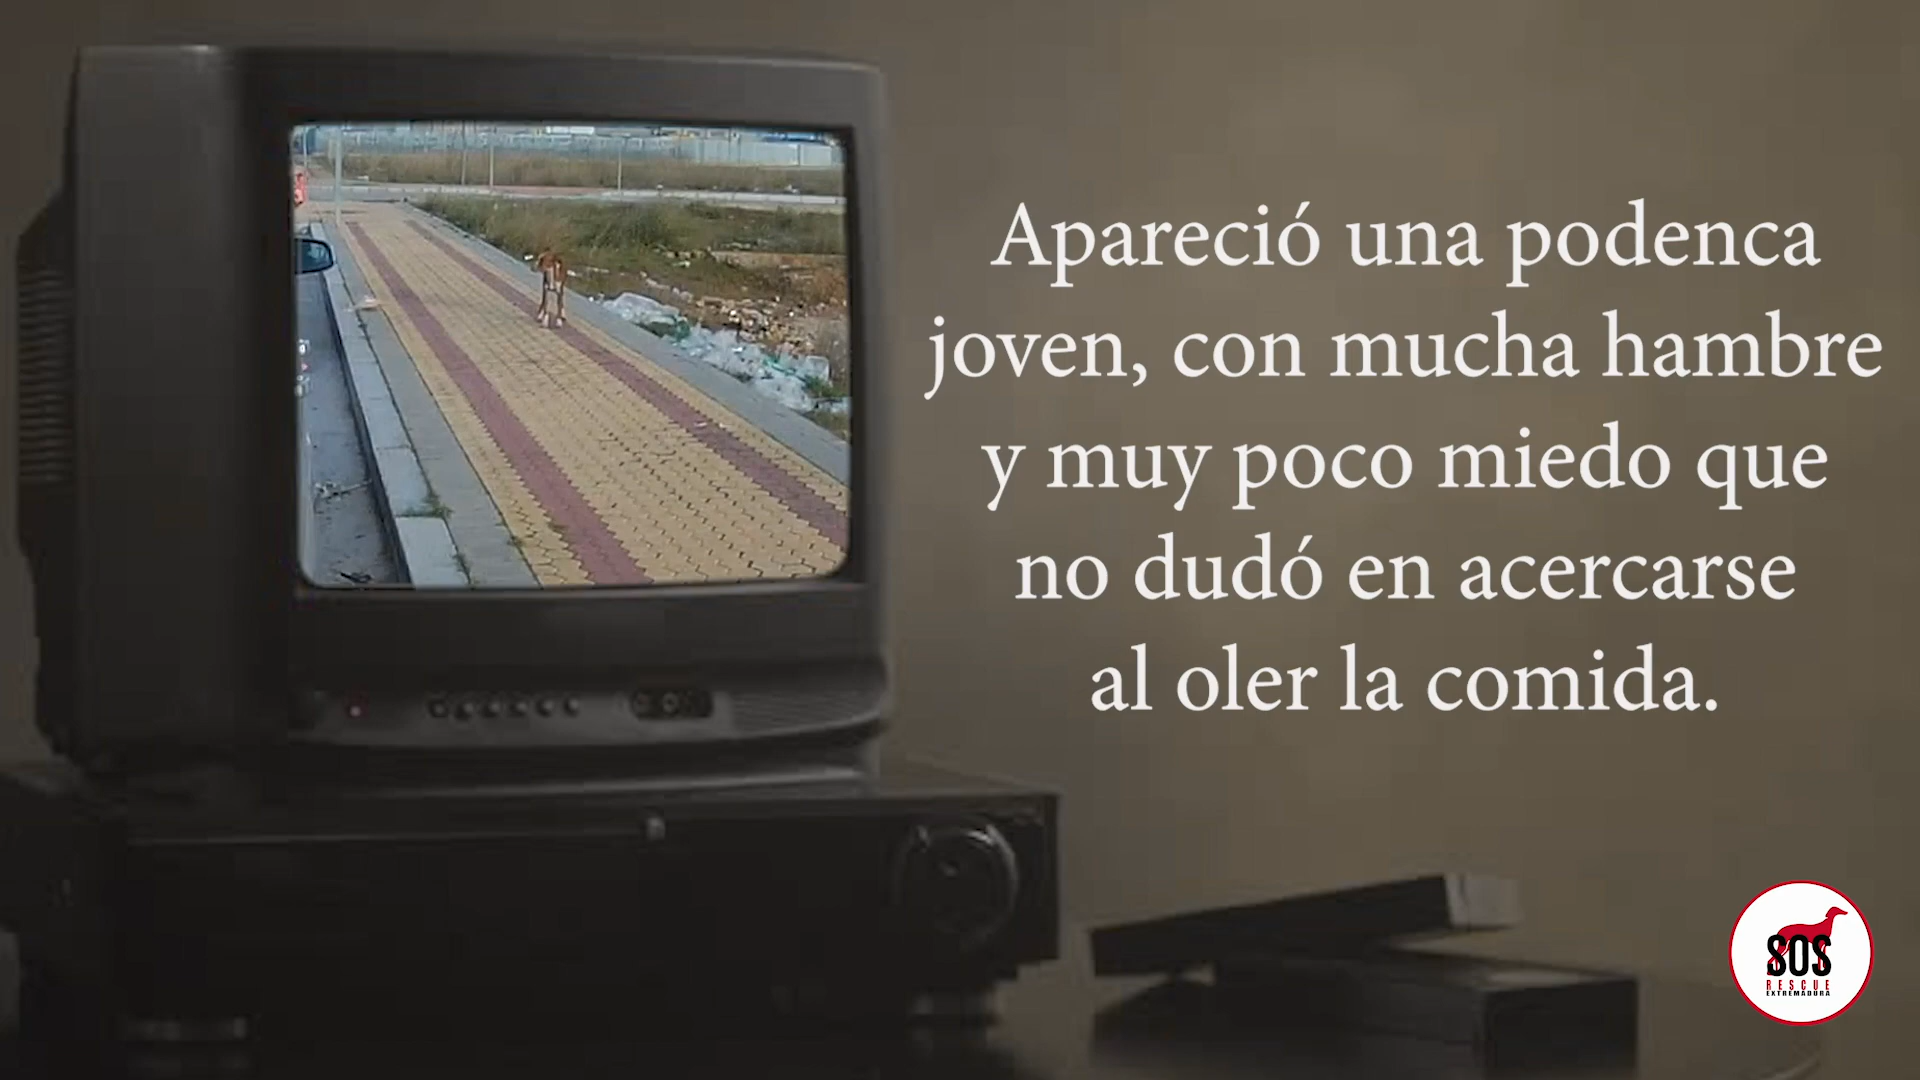 Apareció una podenca
joven, con mucha hambre
y muy poco miedo que
no dudó en acercarse
al oler la comida.
SOS
RESCUE
EXTREMADURA